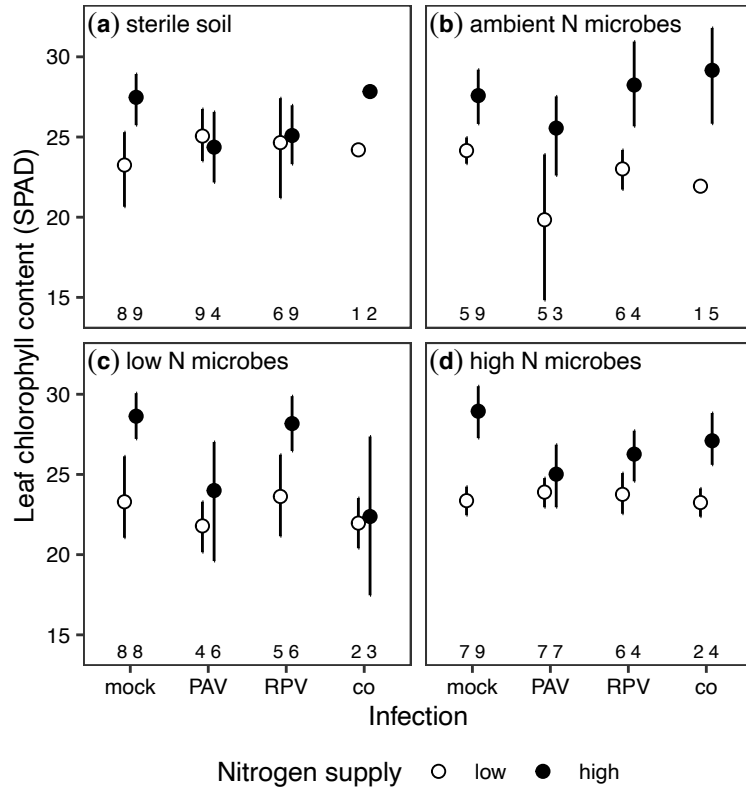 (a) sterile soil
(b) ambient N microbes
30
25
20
15
8 9 9 4 6 9 1 2
5 9 5 3 6 4 1 5
(c) low N microbes
(d) high N microbes
30
25
20
15
8 8 4 6 5 6 2 3
7 9 7 7 6 4 2 4
mock PAV RPV co
mock PAV RPV co
Leaf chlorophyll content (SPAD)
Infection
Nitrogen supply low high